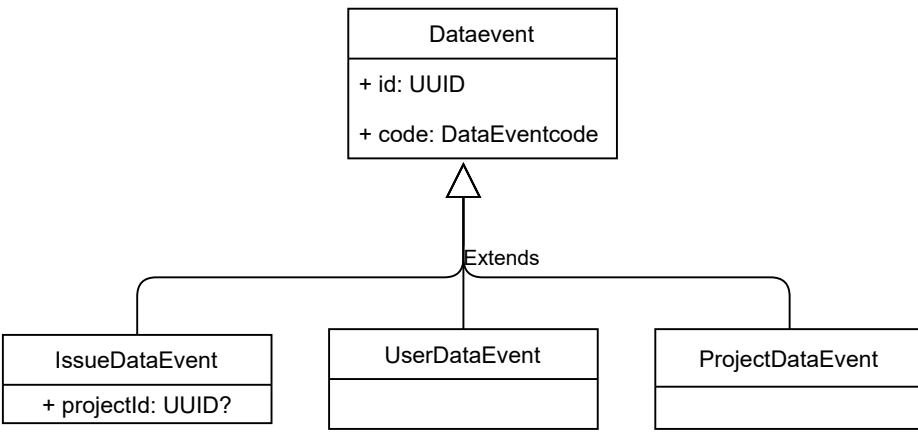 Dataevent
+ id: UUID
+ code: DataEventcode
Extends
IssueDataEvent
+ projectId: UUID?
UserDataEvent
ProjectDataEvent